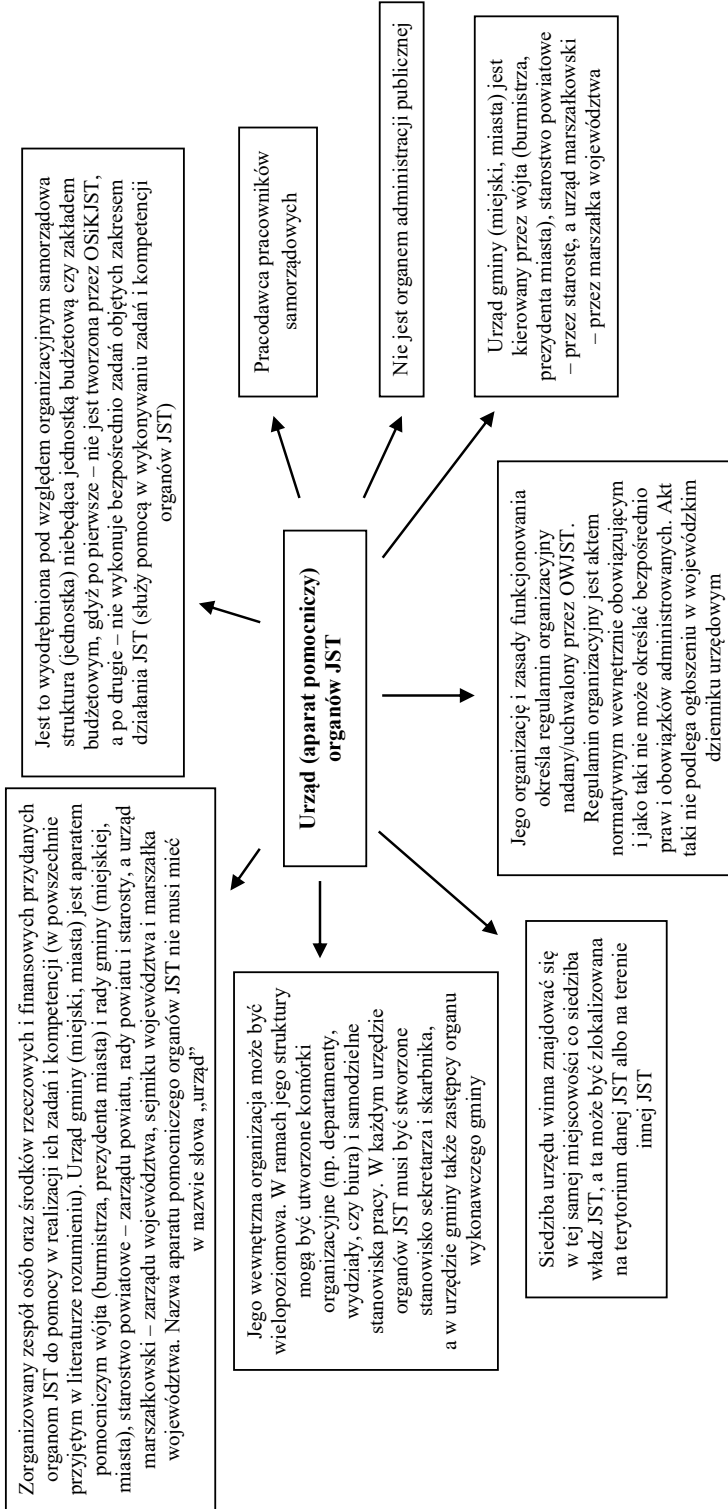 Zorganizowany zespół osób oraz środków rzeczowych i finansowych przydanych
organom JST do pomocy w realizacji ich zadań i kompetencji (w powszechnie
przyjętym w literaturze rozumieniu). Urząd gminy (miejski, miasta) jest aparatem
pomocniczym wójta (burmistrza, prezydenta miasta) i rady gminy (miejskiej,
miasta), starostwo powiatowe – zarządu powiatu, rady powiatu i starosty, a urząd
marszałkowski – zarządu województwa, sejmiku województwa i marszałka
województwa. Nazwa aparatu pomocniczego organów JST nie musi mieć
w nazwie słowa „urząd”
Jest to wyodrębniona pod względem organizacyjnym samorządowa
struktura (jednostka) niebędąca jednostką budżetową czy zakładem
budżetowym, gdyż po pierwsze – nie jest tworzona przez OSiKJST,
a po drugie – nie wykonuje bezpośrednio zadań objętych zakresem
działania JST (służy pomocą w wykonywaniu zadań i kompetencji
organów JST)
Pracodawca pracowników
samorządowych
Nie jest organem administracji publicznej
Urząd gminy (miejski, miasta) jest
kierowany przez wójta (burmistrza,
prezydenta miasta), starostwo powiatowe
– przez starostę, a urząd marszałkowski
– przez marszałka województwa
Urząd (aparat pomocniczy)
organów JST
Jego wewnętrzna organizacja może być
wielopoziomowa. W ramach jego struktury
mogą być utworzone komórki
organizacyjne (np. departamenty,
wydziały, czy biura) i samodzielne
stanowiska pracy. W każdym urzędzie
organów JST musi być stworzone
stanowisko sekretarza i skarbnika,
a w urzędzie gminy także zastępcy organu
wykonawczego gminy
Siedziba urzędu winna znajdować się
w tej samej miejscowości co siedziba
władz JST, a ta może być zlokalizowana
na terytorium danej JST albo na terenie
innej JST
Jego organizację i zasady funkcjonowania
określa regulamin organizacyjny
nadany/uchwalony przez OWJST.
Regulamin organizacyjny jest aktem
normatywnym wewnętrznie obowiązującym
i jako taki nie może określać bezpośrednio
praw i obowiązków administrowanych. Akt
taki nie podlega ogłoszeniu w wojewódzkim
dzienniku urzędowym